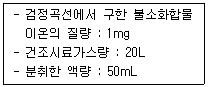 - 검정곡선에서 구한 불소화합물
이온의 질량 : 1mg
- 건조시료가스량 : 20L
- 분취한 액량 : 50mL